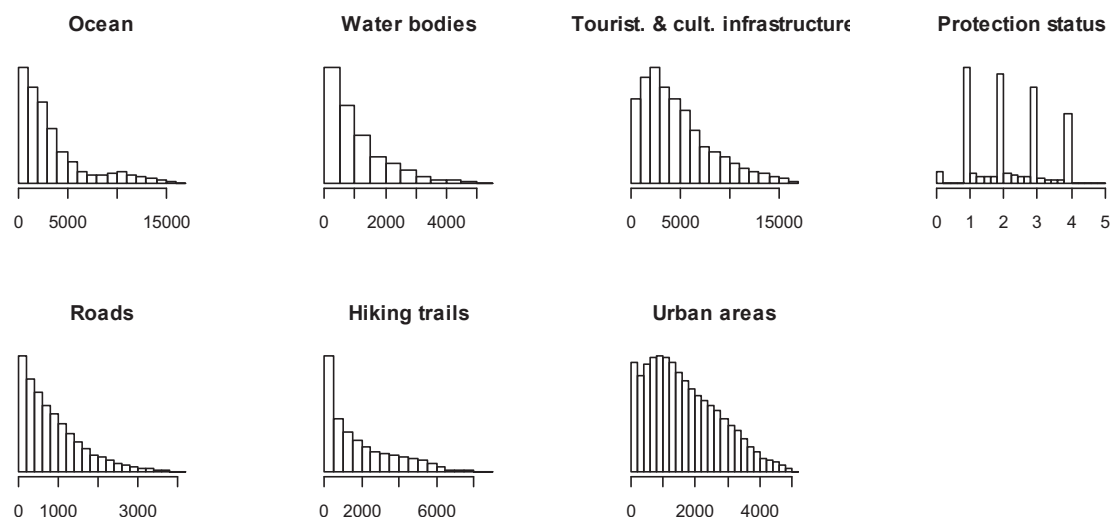 Ocean
Water bodies
Tourist. & cult. infrastructure
Protection status
0 5000 15000
0 2000 4000
0 5000 15000
0 1 2 3 4 5
Roads
Hiking trails
Urban areas
0 1000 3000
0 2000 6000
0 2000 4000